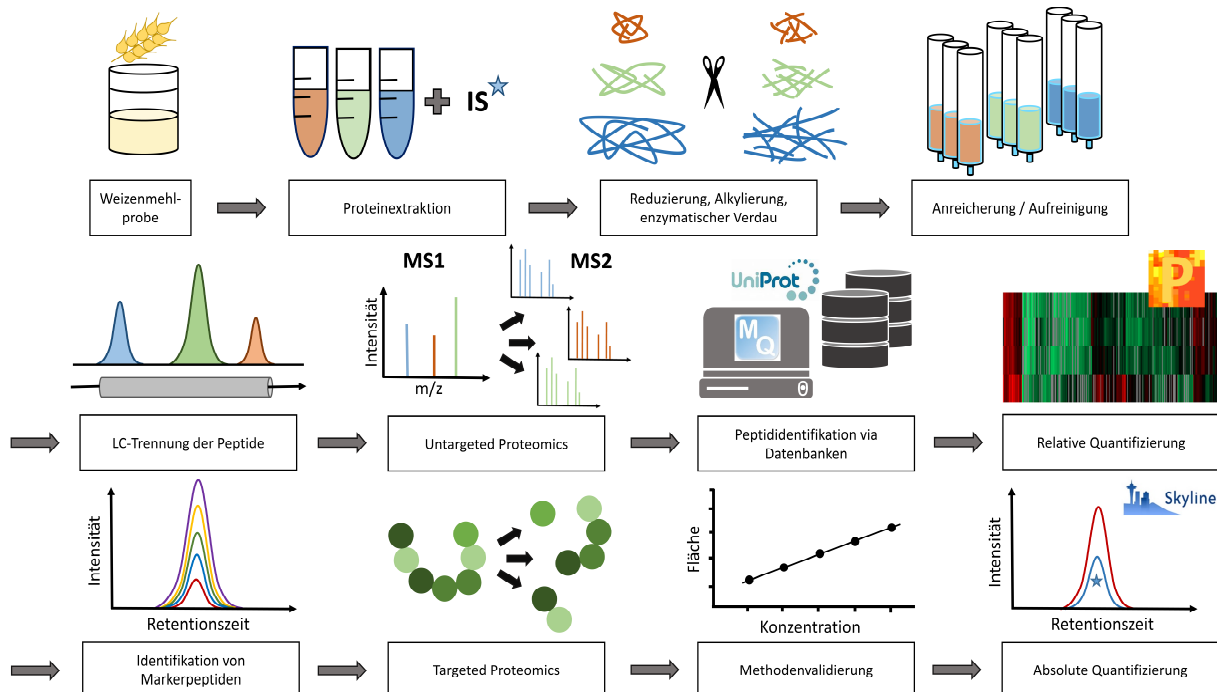 IS
Weizenmehl-
probe
Proteinextraktion
Reduzierung, Alkylierung,
enzymatischer Verdau
Anreicherung / Aufreinigung
MS1
MS2
Intensität
m/z
UniProt
M
Q
P
LC-Trennung der Peptide
Untargeted Proteomics
Peptididentifikation via
Datenbanken
Relative Quantifizierung
Intensität
Retentionszeit
Fläche
Konzentration
Intensität
Retentionszeit
Skyline
Identifikation von
Markerpeptiden
Targeted Proteomics
Methodenvalidierung
Absolute Quantifizierung